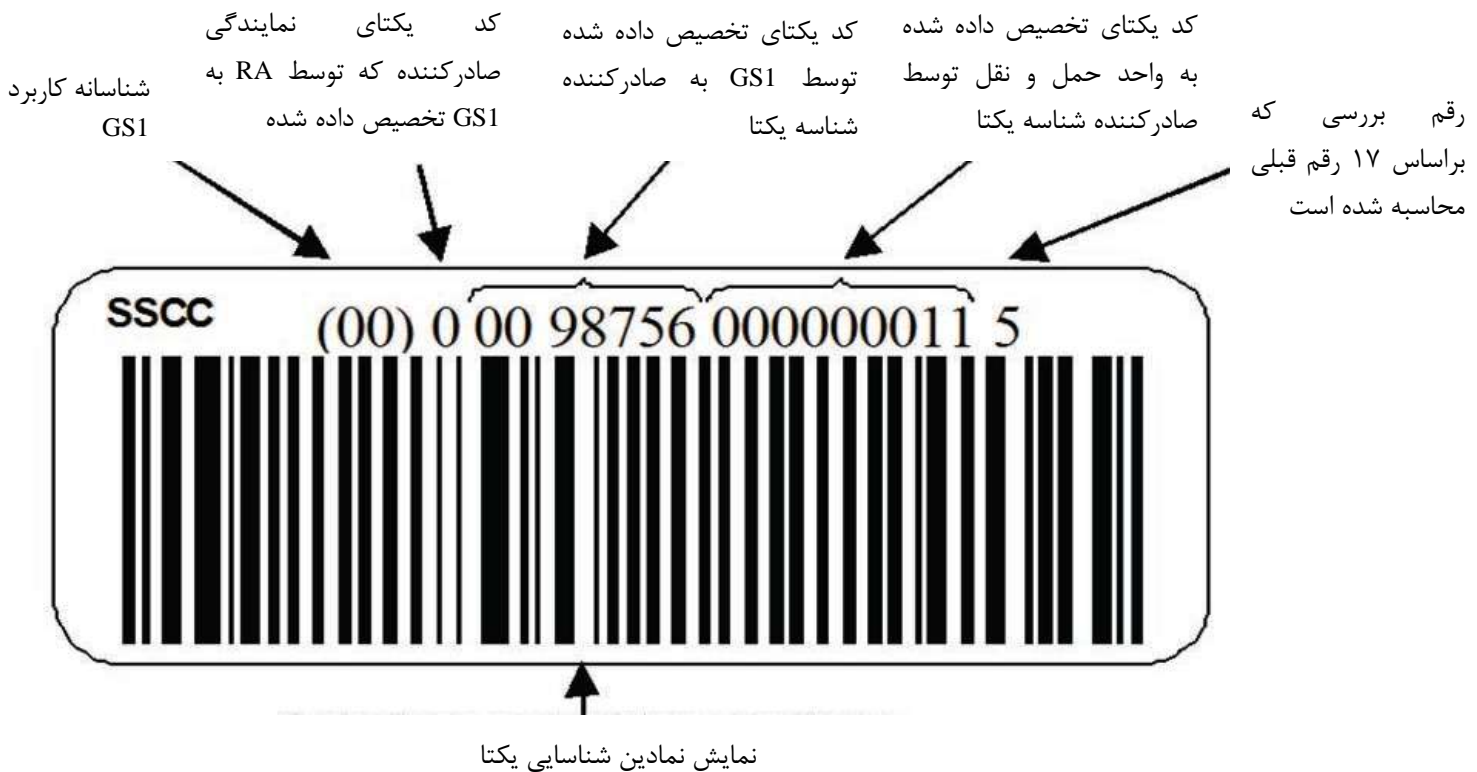 شناسانه کاربرد
GS1
کد یکتای نمایندگی
صادرکننده که توسط RA به
GS1 تخصیص داده شده
کد یکتای تخصیص داده شده
توسط GS1 به صادرکننده
شناسه یکتا
کد یکتای تخصیص داده شده
به واحد حمل و نقل توسط
صادرکننده شناسه یکتا
رقم بررسی که
براساس ۱۷ رقم قبلی
محاسبه شده است
SSCC (00) 0 00 98756 000000011 5
نمایش نمادین شناسایی یکتا